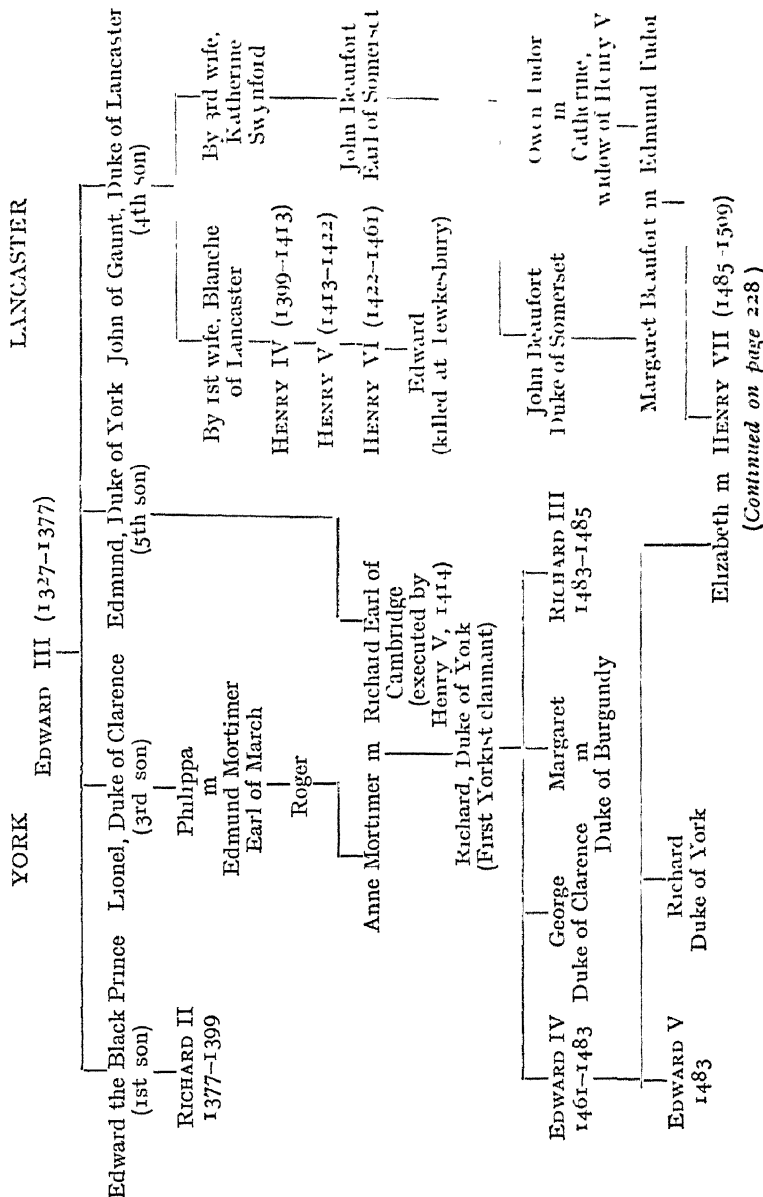 YORK
LANCASTER
EDWARD III (1327–1377)
Edward the Black Prince
(1st son)
Lionel, Duke of Clarence
(3rd son)
Edmund, Duke of York
(5th son)
John of Gaunt, Duke of Lancaster
(4th son)
RICHARD II
1377–1399
Philippa
m
Edmund Mortimer
Earl of March
Roger
By 1st wife, Blanche
of Lancaster
By 3rd wife,
Katherine
Swynford
HENRY IV (1399–1413)
HENRY V (1413–1422)
HENRY VI (1422–1461)
Edward
(killed at Tewkesbury)
John Beaufort
Earl of Somerset
Anne Mortimer m Richard Earl of
Cambridge
(executed by
Henry V, 1414)
Richard, Duke of York
(First Yorkist claimant)
John Beaufort
Duke of Somerset
Owen Tudor
m
Catherine,
widow of Henry V
Margaret Beaufort m Edmund Tudor
EDWARD IV
1461–1483
George
Duke of Clarence
Margaret
m
Duke of Burgundy
RICHARD III
1483–1485
EDWARD V
1483
Richard
Duke of York
Elizabeth m HENRY VII (1485–1509)
(Continued on page 228)